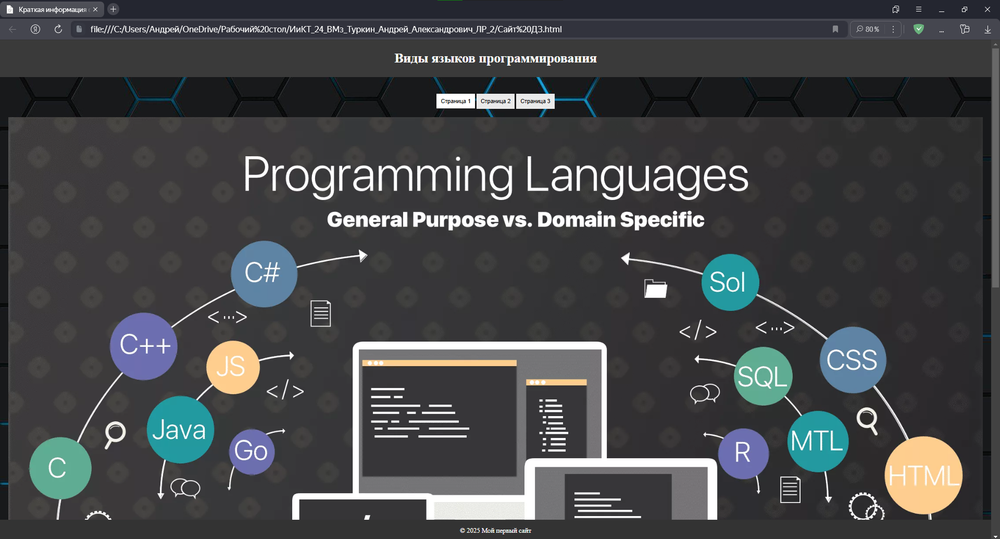 Краткая информация
file:///C:/Users/Андрей/OneDrive/Рабочий%20стол/ИиКТ_24_ВМз_Туркин_Андрей_Александрович_ЛР_2/Сайт%20ДЗ.html
80 %
Виды языков программирования
Страница 1 Страница 2 Страница 3
Programming Languages
General Purpose vs. Domain Specific
C#
Sol
<···>
</>
<···>
C++
JS
SQL
CSS
</>
Java
Go
R
MTL
C
HTML
© 2025 Мой первый сайт